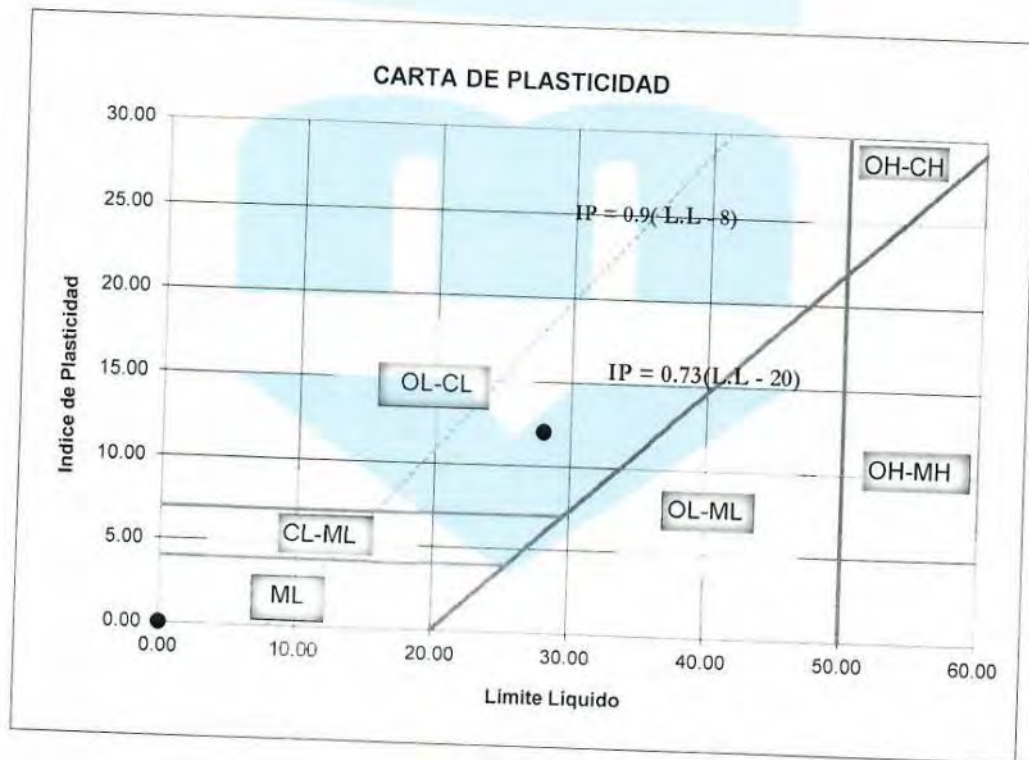 CARTA DE PLASTICIDAD
30.00
25.00
20.00
15.00
10.00
5.00
0.00
Indice de Plasticidad
OH-CH
IP = 0.9( L.L - 8)
IP = 0.73(L.L - 20)
OL-CL
OH-MH
OL-ML
CL-ML
ML
0.00 10.00 20.00 30.00 40.00 50.00 60.00
Limite Liquido